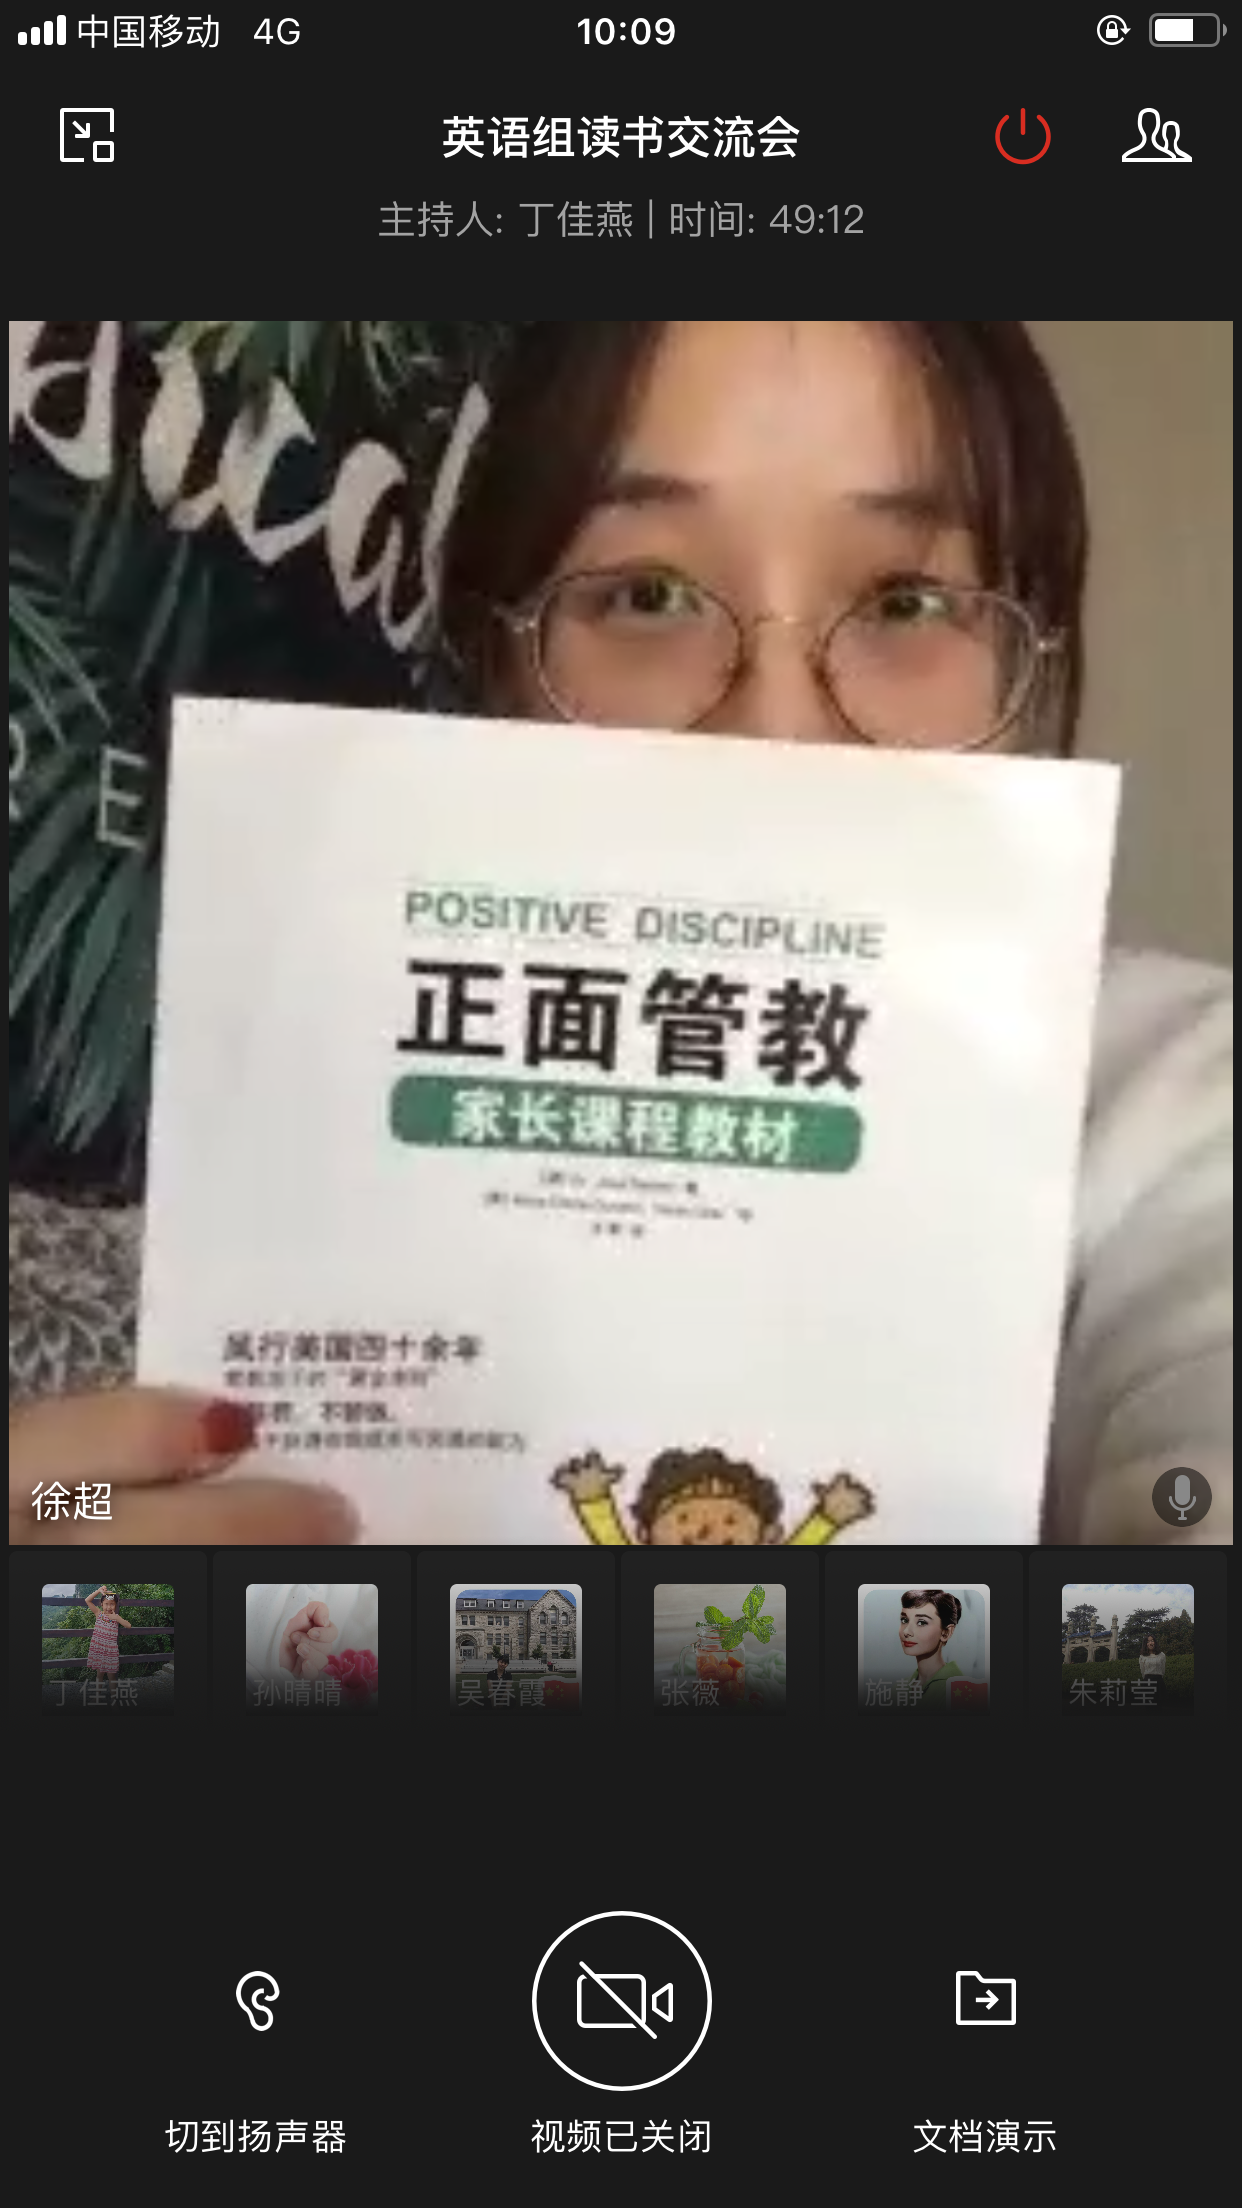 中国移动 4G 10:09
英语组读书交流会
主持人: 丁佳燕 | 时间: 49:12
sical
R E
POSITIVE DISCIPLINE
正面管教
家长课程教材
风行美国四十余年
不骄纵。
徐超
丁佳燕
孙晴晴
吴春霞
张薇
施静
朱莉莹
切到扬声器
视频已关闭
文档演示